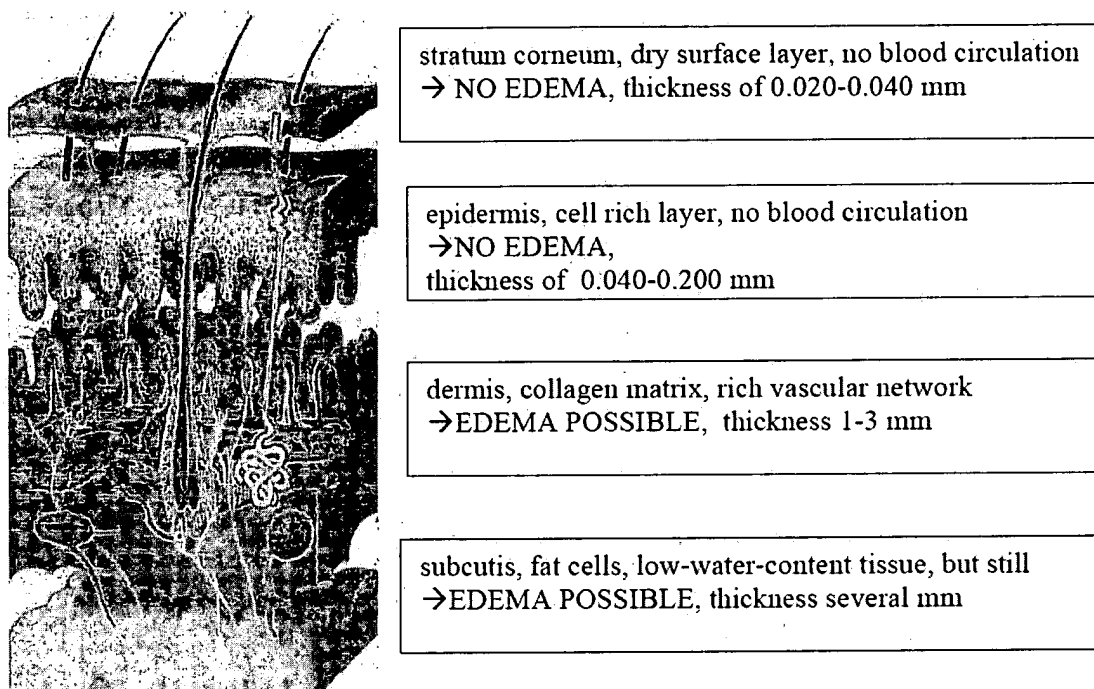 stratum corneum, dry surface layer, no blood circulation
→ NO EDEMA, thickness of 0.020-0.040 mm
epidermis, cell rich layer, no blood circulation
→NO EDEMA,
thickness of 0.040-0.200 mm
dermis, collagen matrix, rich vascular network
→EDEMA POSSIBLE, thickness 1-3 mm
subcutis, fat cells, low-water-content tissue, but still
→EDEMA POSSIBLE, thickness several mm